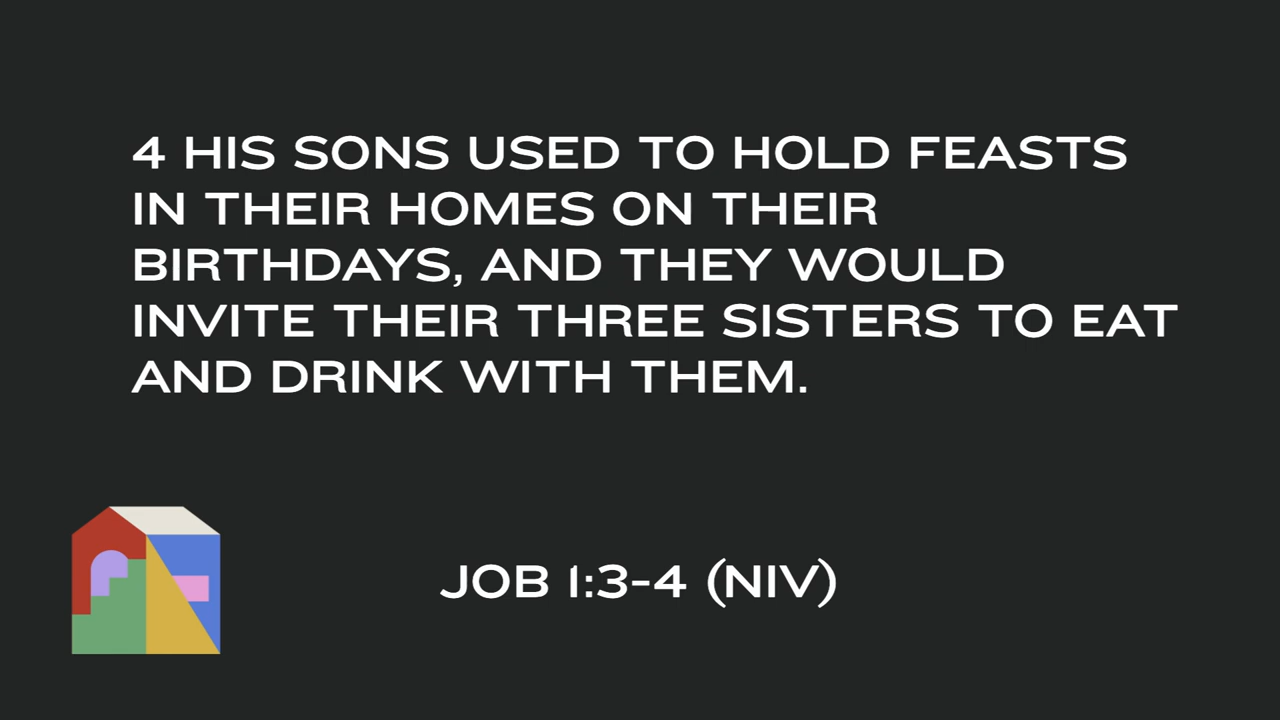 4 HIS SONS USED TO HOLD FEASTS
IN THEIR HOMES ON THEIR
BIRTHDAYS, AND THEY WOULD
INVITE THEIR THREE SISTERS TO EAT
AND DRINK WITH THEM.
JOB 1:3-4 (NIV)